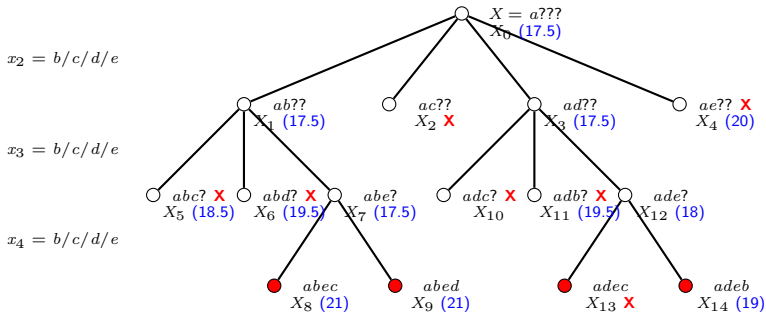 X = a???
X0 (17.5)
x2 = b/c/d/e
ab??
X1 (17.5)
ac??
X2 X
ad??
X3 (17.5)
ae?? X
X4 (20)
x3 = b/c/d/e
abc? X
X5 (18.5)
abd? X
X6 (19.5)
abe?
X7 (17.5)
adc? X
X10
adb? X
X11 (19.5)
ade?
X12 (18)
x4 = b/c/d/e
abec
X8 (21)
abed
X9 (21)
adec
X13 X
adeb
X14 (19)